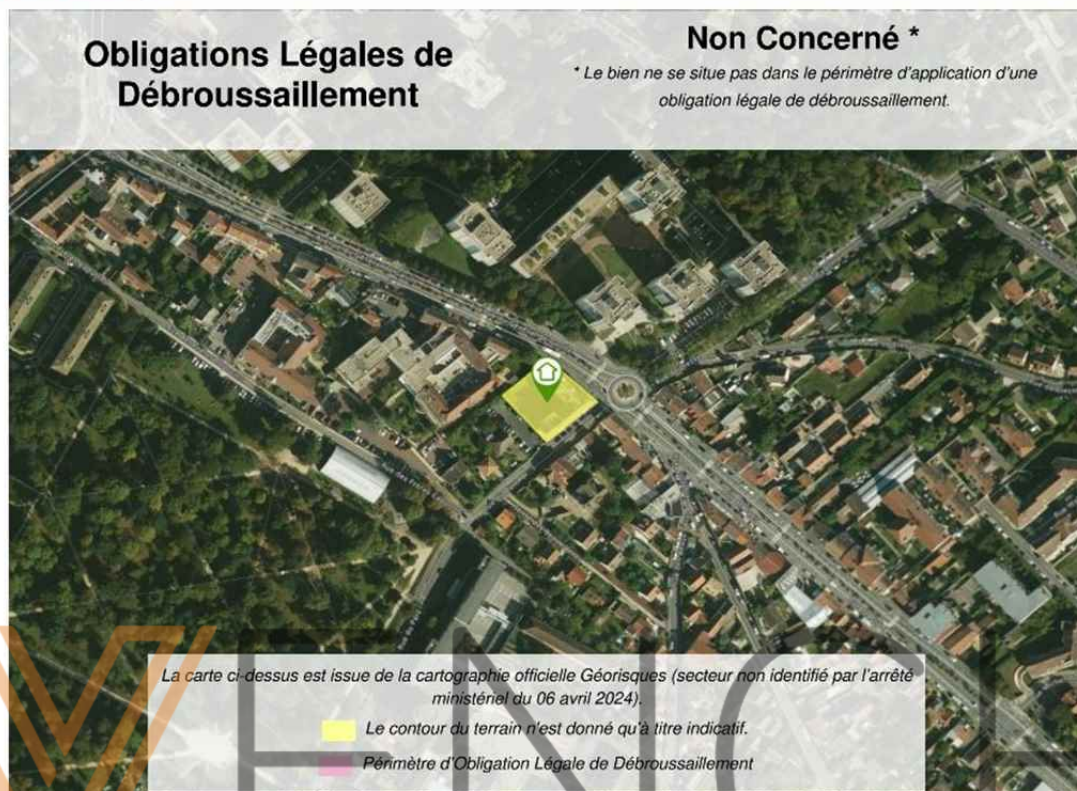 Obligations Légales de
Débroussaillement
Non Concerné *
* Le bien ne se situe pas dans le périmètre d'application d'une
obligation légale de débroussaillement.
La carte ci-dessus est issue de la cartographie officielle Géorisques (secteur non identifié par l'arrêté
ministériel du 06 avril 2024).
Le contour du terrain n'est donné qu'à titre indicatif.
Périmètre d'Obligation Légale de Débroussaillement